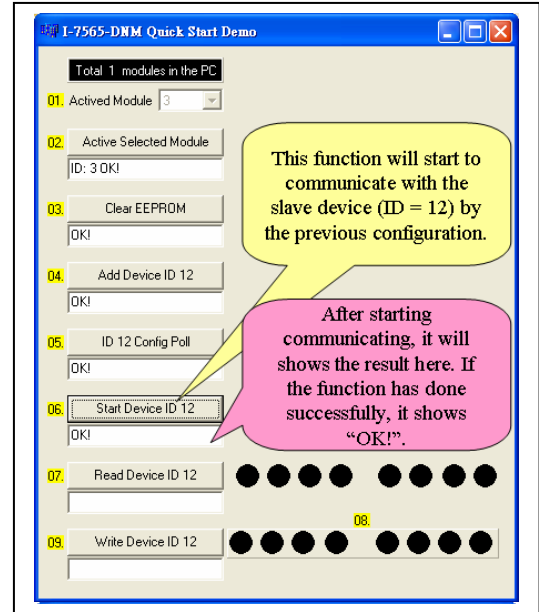 I-7565-DNM Quick Start Demo
Total 1 modules in the PC
01. Actived Module 3
02. Active Selected Module
ID: 3 OK!
03. Clear EEPROM
OK!
04. Add Device ID 12
OK!
05. ID 12 Config Poll
OK!
06. Start Device ID 12
OK!
07. Read Device ID 12
08.
09. Write Device ID 12
This function will start to
communicate with the
slave device (ID = 12) by
the previous configuration.
After starting
communicating, it will
shows the result here. If
the function has done
successfully, it shows
“OK!”.